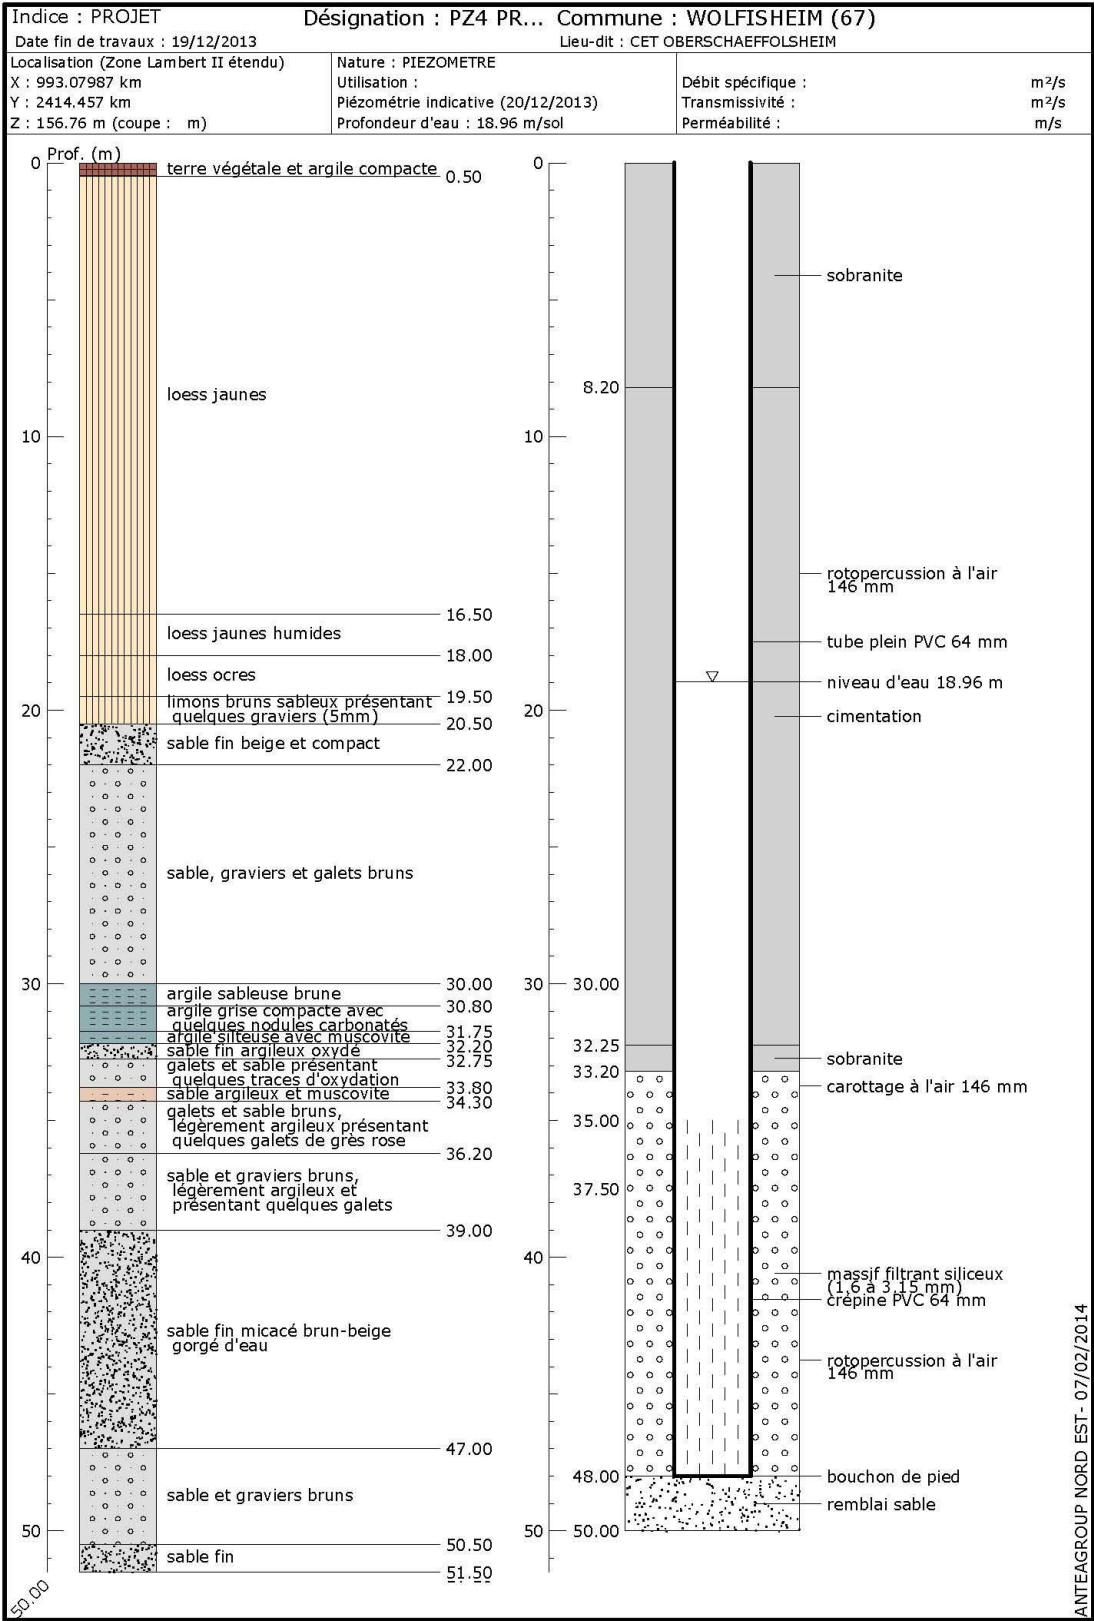 Indice : PROJET
Désignation : PZ4 PR... Commune : WOLFISHEIM (67)
Date fin de travaux : 19/12/2013
Lieu-dit : CET OBERSCHAEFFOLSHEIM
Localisation (Zone Lambert II étendu)
X : 993.07987 km
Y : 2414.457 km
Z : 156.76 m (coupe : m)
Nature : PIEZOMETRE
Utilisation :
Piézométrie indicative (20/12/2013)
Profondeur d'eau : 18.96 m/sol
Débit spécifique : m²/s
Transmissivité : m²/s
Perméabilité : m/s
Prof. (m)
0
10
20
30
40
50
50.00
terre végétale et argile compacte
0.50
loess jaunes
16.50
loess jaunes humides
18.00
loess ocres
19.50
limons bruns sableux présentant
quelques graviers (5mm)
20.50
sable fin beige et compact
22.00
sable, graviers et galets bruns
30.00
argile sableuse brune
30.80
argile grise compacte avec
quelques nodules carbonatés
31.75
argile silteuse avec muscovite
32.20
sable fin argileux oxydé
32.75
galets et sable présentant
quelques traces d'oxydation
33.80
sable argileux et muscovite
34.30
galets et sable bruns,
légèrement argileux présentant
quelques galets de grès rose
36.20
sable et graviers bruns,
légèrement argileux et
présentant quelques galets
39.00
sable fin micacé brun-beige
gorgé d'eau
47.00
sable et graviers bruns
50.50
sable fin
51.50
0
10
20
30
40
50
8.20
30.00
32.25
33.20
35.00
37.50
48.00
50.00
sobranite
rotopercussion à l'air
146 mm
tube plein PVC 64 mm
niveau d'eau 18.96 m
cimentation
sobranite
carottage à l'air 146 mm
massif filtrant siliceux
(1,6 à 3,15 mm)
crépine PVC 64 mm
rotopercussion à l'air
146 mm
bouchon de pied
remblai sable
ANTEAGROUP NORD EST - 07/02/2014